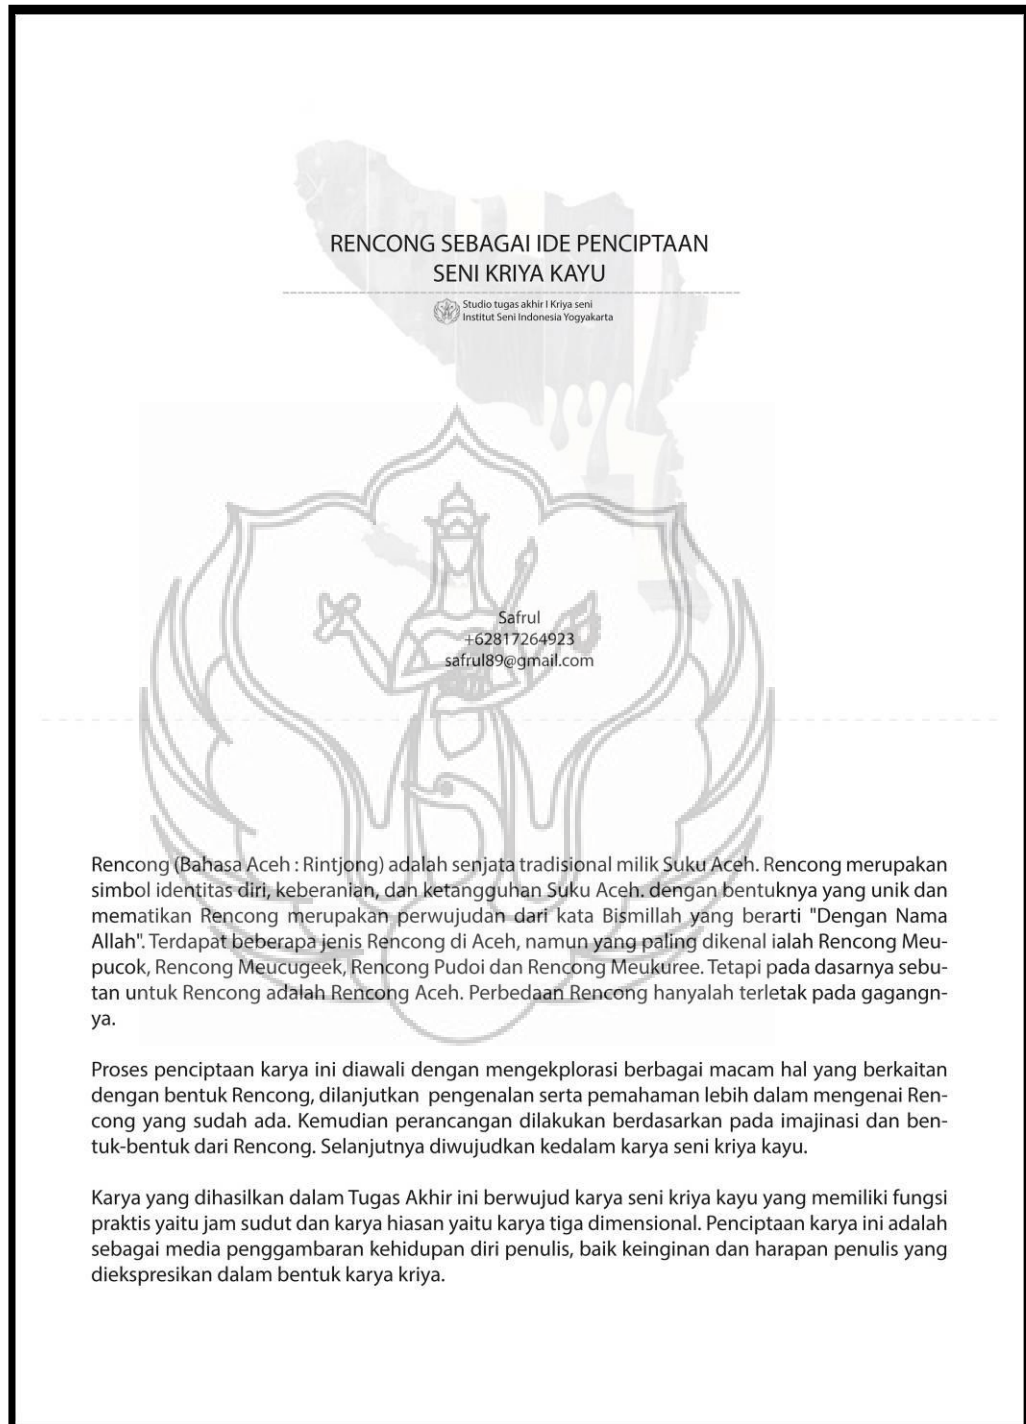 RENCONG SEBAGAI IDE PENCIPTAAN
SENI KRIYA KAYU
Studio tugas akhir I Kriya seni
Institut Seni Indonesia Yogyakarta
Safrul
+62817264923
safrul89@gmail.com
Rencong (Bahasa Aceh : Rintjong) adalah senjata tradisional milik Suku Aceh. Rencong merupakan
simbol identitas diri, keberanian, dan ketangguhan Suku Aceh. dengan bentuknya yang unik dan
mematikan Rencong merupakan perwujudan dari kata Bismillah yang berarti "Dengan Nama
Allah". Terdapat beberapa jenis Rencong di Aceh, namun yang paling dikenal ialah Rencong Meu-
pucok, Rencong Meucugeek, Rencong Pudoi dan Rencong Meukuree. Tetapi pada dasarnya sebu-
tan untuk Rencong adalah Rencong Aceh. Perbedaan Rencong hanyalah terletak pada gagangn-
ya.
Proses penciptaan karya ini diawali dengan mengekplorasi berbagai macam hal yang berkaitan
dengan bentuk Rencong, dilanjutkan  pengenalan serta pemahaman lebih dalam mengenai Ren-
cong yang sudah ada. Kemudian perancangan dilakukan berdasarkan pada imajinasi dan ben-
tuk-bentuk dari Rencong. Selanjutnya diwujudkan kedalam karya seni kriya kayu.
Karya yang dihasilkan dalam Tugas Akhir ini berwujud karya seni kriya kayu yang memiliki fungsi
praktis yaitu jam sudut dan karya hiasan yaitu karya tiga dimensional. Penciptaan karya ini adalah
sebagai media penggambaran kehidupan diri penulis, baik keinginan dan harapan penulis yang
diekspresikan dalam bentuk karya kriya.